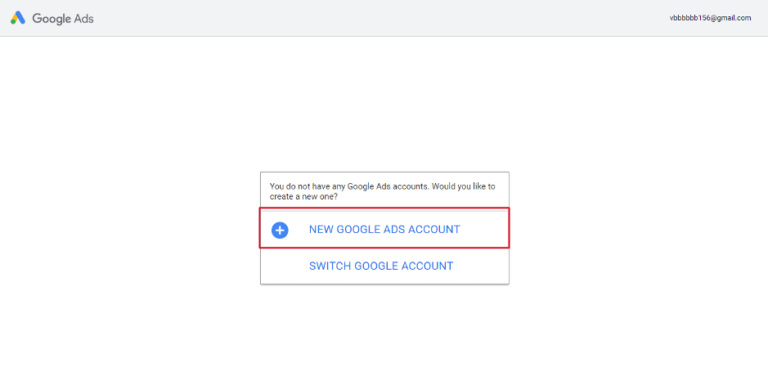 Google Ads
vbbbbbb156@gmail.com
You do not have any Google Ads accounts. Would you like to
create a new one?
NEW GOOGLE ADS ACCOUNT
SWITCH GOOGLE ACCOUNT